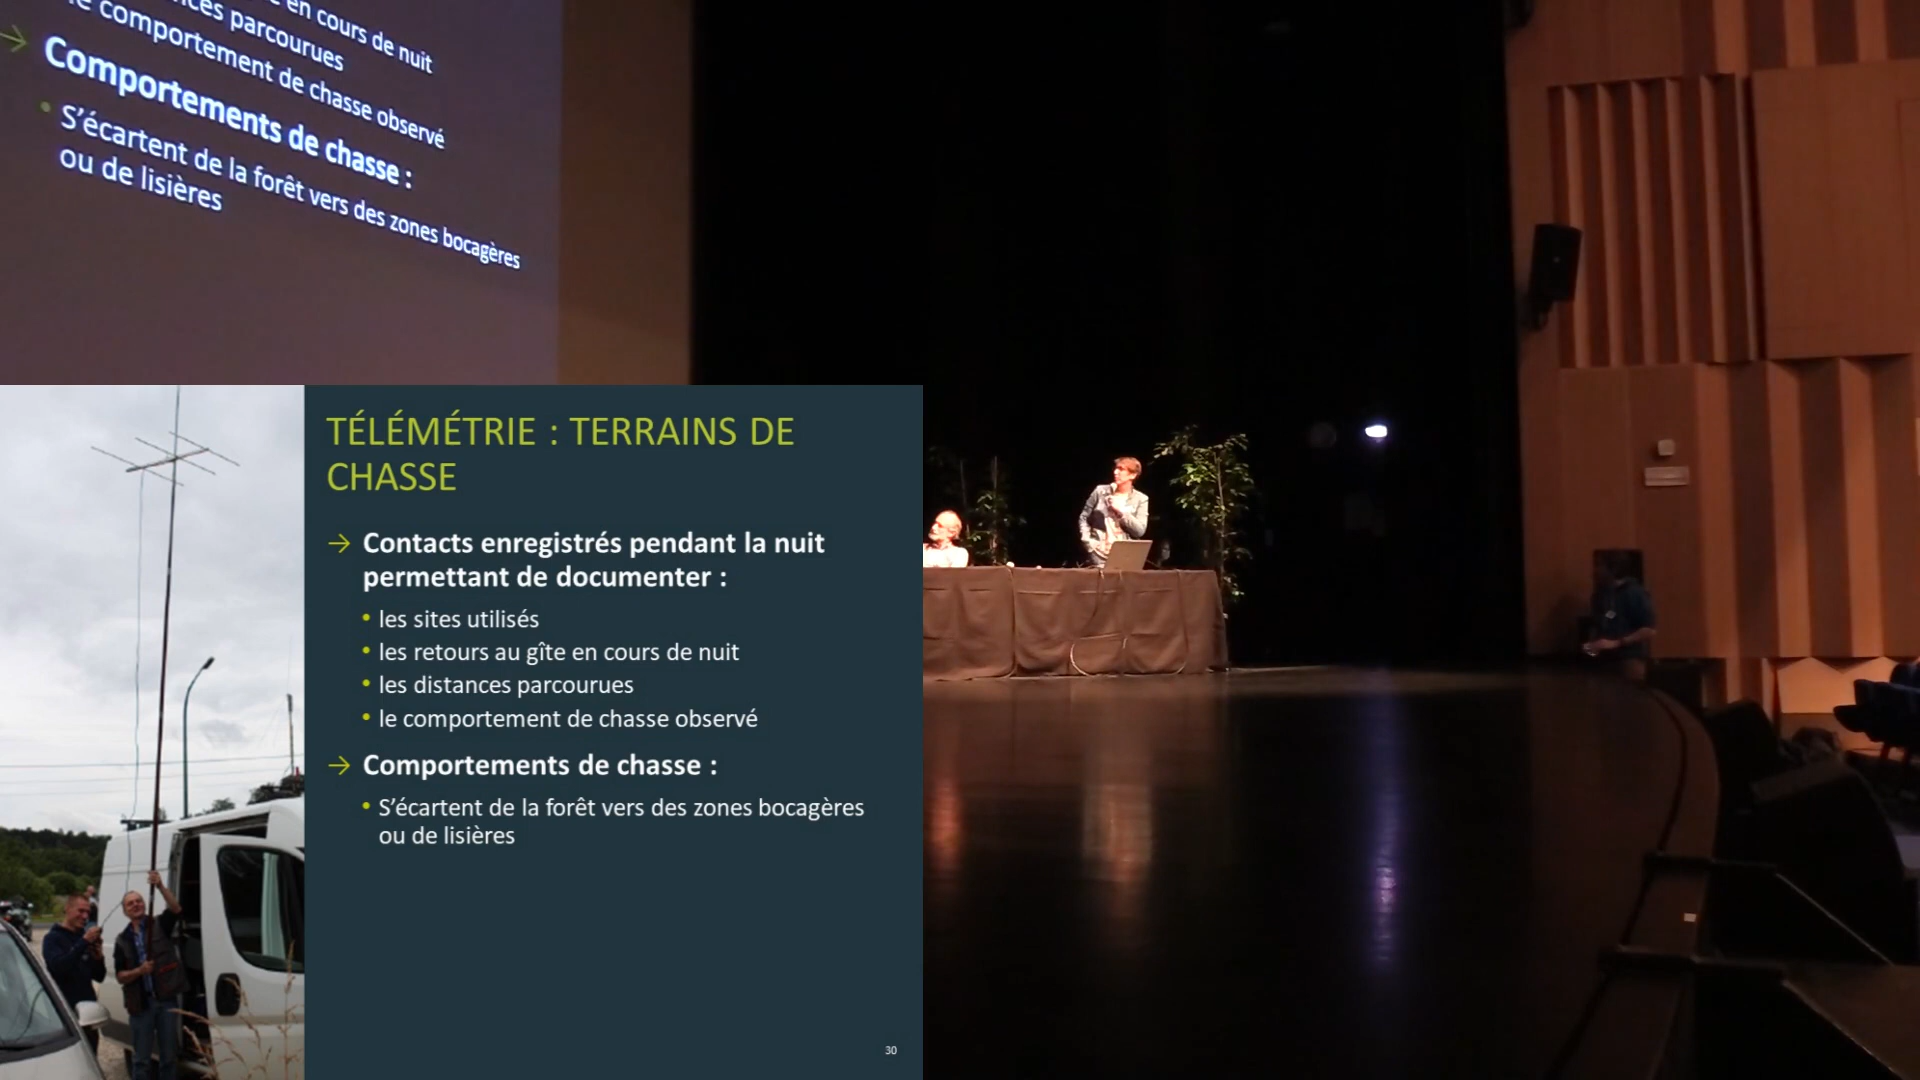 en cours de nuit
parcourues
le comportement de chasse observé
→ Comportements de chasse :
• S'écartent de la forêt vers des zones bocagères
ou de lisières
TÉLÉMÉTRIE : TERRAINS DE
CHASSE
→ Contacts enregistrés pendant la nuit
permettant de documenter :
• les sites utilisés
• les retours au gîte en cours de nuit
• les distances parcourues
• le comportement de chasse observé
→ Comportements de chasse :
• S'écartent de la forêt vers des zones bocagères
ou de lisières
30